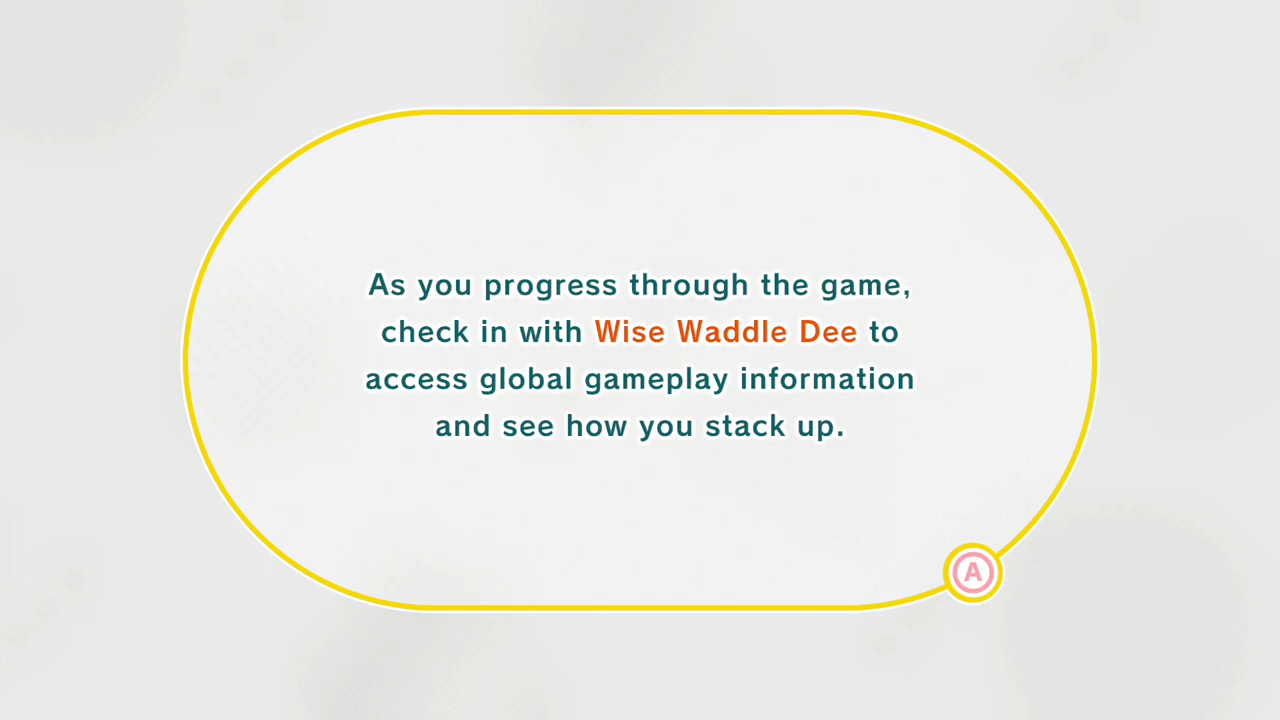 As you progress through the game,
check in with Wise Waddle Dee to
access global gameplay information
and see how you stack up.
A